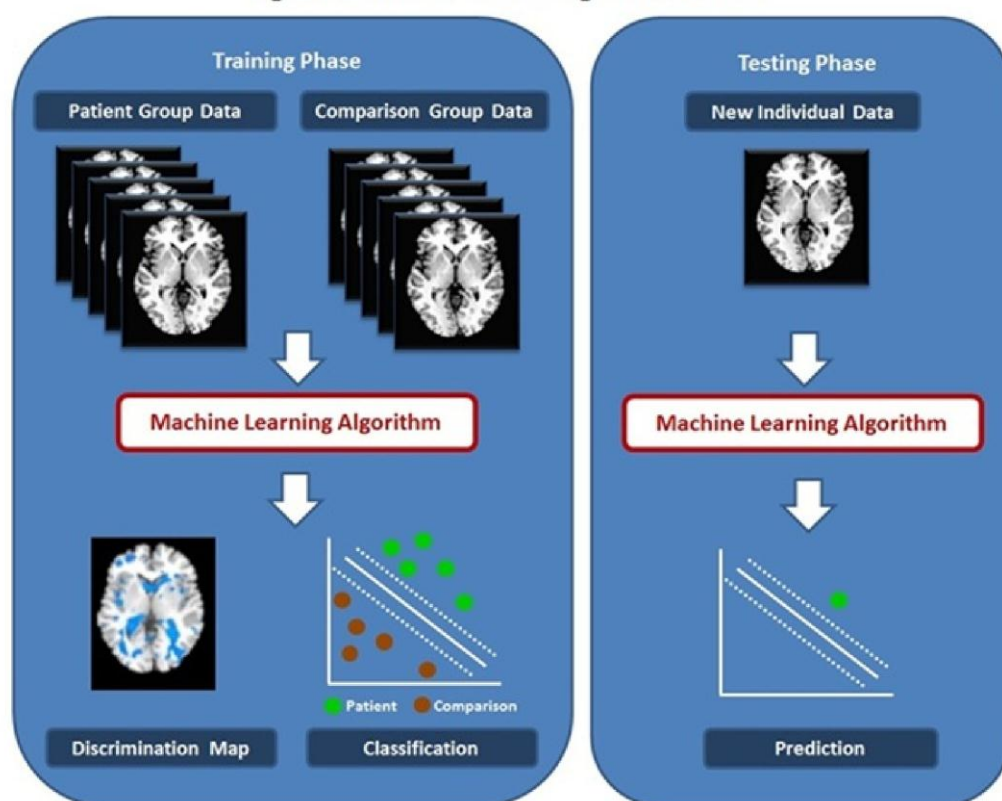 Training Phase
Patient Group Data
Comparison Group Data
Machine Learning Algorithm
Patient
Comparison
Discrimination Map
Classification
Testing Phase
New Individual Data
Machine Learning Algorithm
Prediction